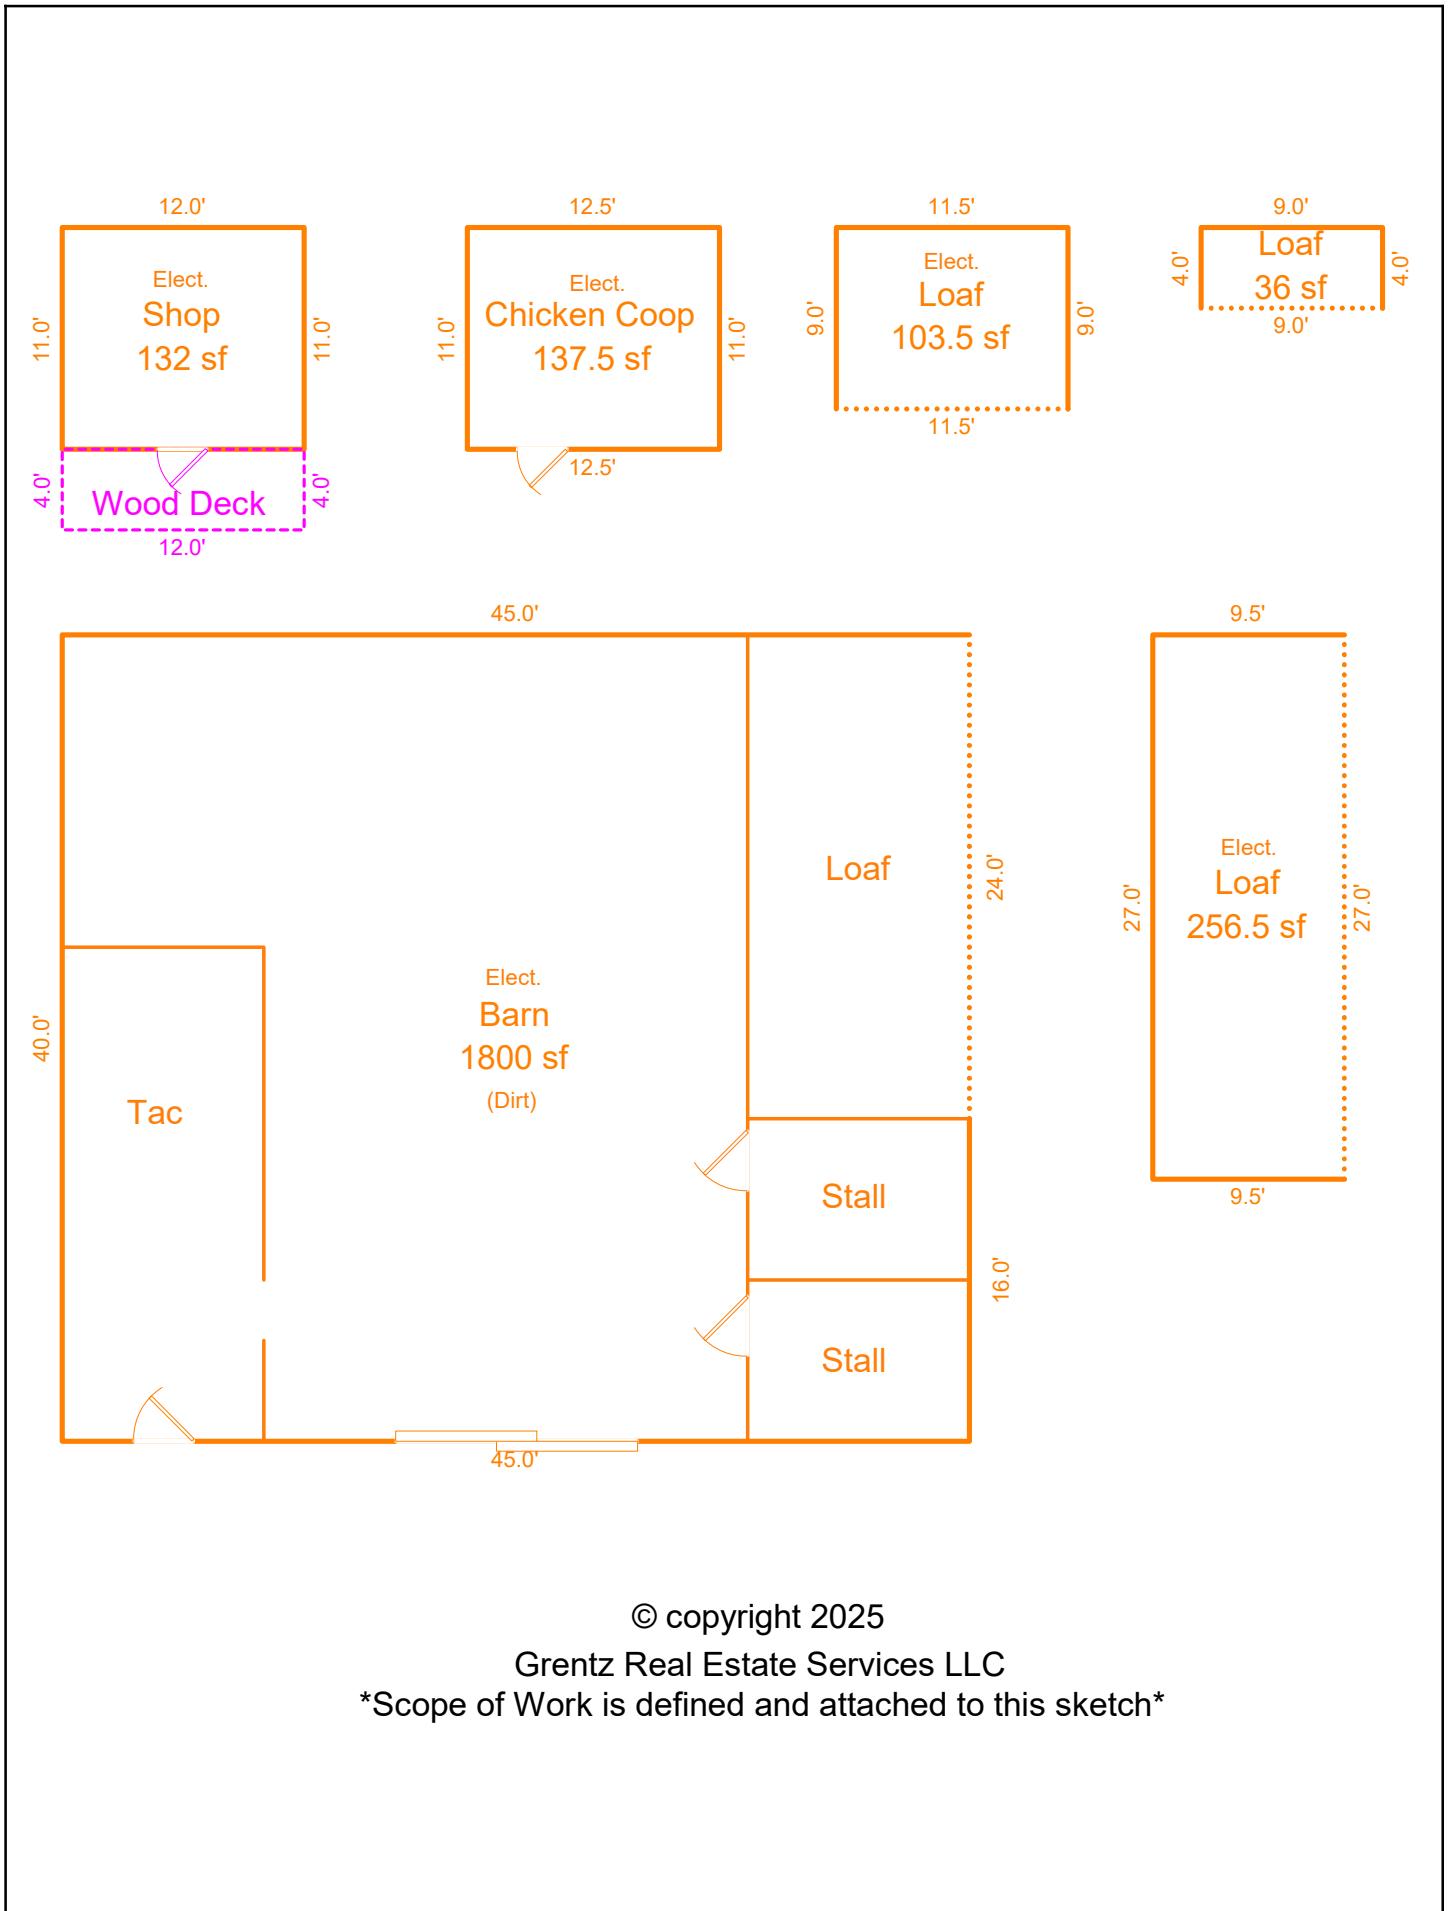 12.0'
12.5'
11.5'
9.0'
11.0'
Elect.
Shop
132 sf
11.0'
11.0'
Elect.
Chicken Coop
137.5 sf
11.0'
9.0'
Elect.
Loaf
103.5 sf
9.0'
4.0'
Loaf
36 sf
4.0'
9.0'
11.5'
12.5'
4.0'
Wood Deck
4.0'
12.0'
45.0'
9.5'
Loaf
24.0'
27.0'
Elect.
Loaf
256.5 sf
27.0'
40.0'
Elect.
Barn
1800 sf
(Dirt)
Tac
Stall
9.5'
16.0'
Stall
45.0'
© copyright 2025
Grentz Real Estate Services LLC
*Scope of Work is defined and attached to this sketch*